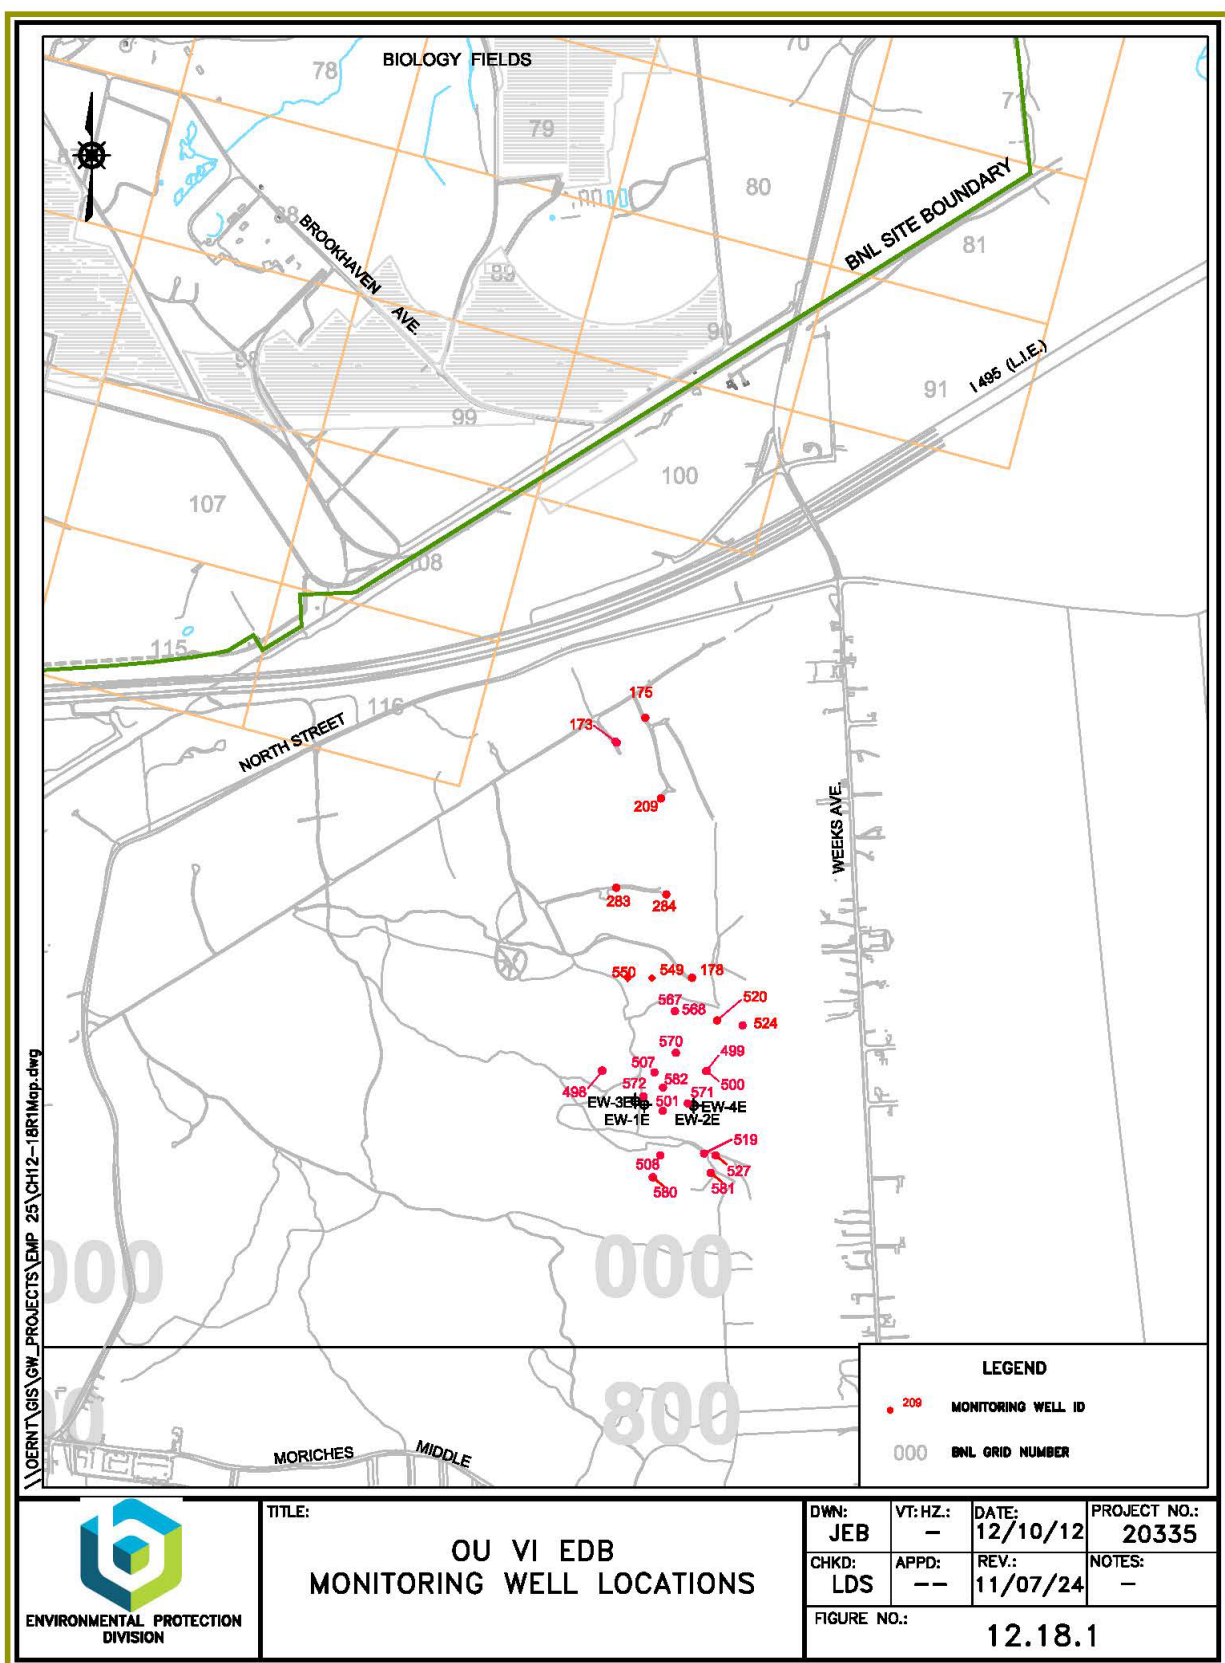 BIOLOGY FIELDS
70
78
79
71
80
87
88
BROOKHAVEN AVE.
BNL SITE BOUNDARY
81
89
90
98
99
91
I 495 (L.I.E.)
100
107
108
115
116
NORTH STREET
175
173
209
WEEKS AVE.
283
284
550
549
178
567
568
520
524
570
507
499
498
572
582
500
571
EW-3E
501
EW-4E
EW-1E
EW-2E
519
508
527
580
581
000
000
800
MORICHES
MIDDLE
\\OERNT\GIS\GW_PROJECTS\EMP 25\CH12-18R1Map.dwg
LEGEND
209 MONITORING WELL ID
000 BNL GRID NUMBER
ENVIRONMENTAL PROTECTION
DIVISION
TITLE:
OU VI EDB
MONITORING WELL LOCATIONS
DWN: VT: HZ.: DATE: PROJECT NO.:
JEB – 12/10/12 20335
CHKD: APPD: REV.: NOTES:
LDS -- 11/07/24 –
FIGURE NO.:
12.18.1